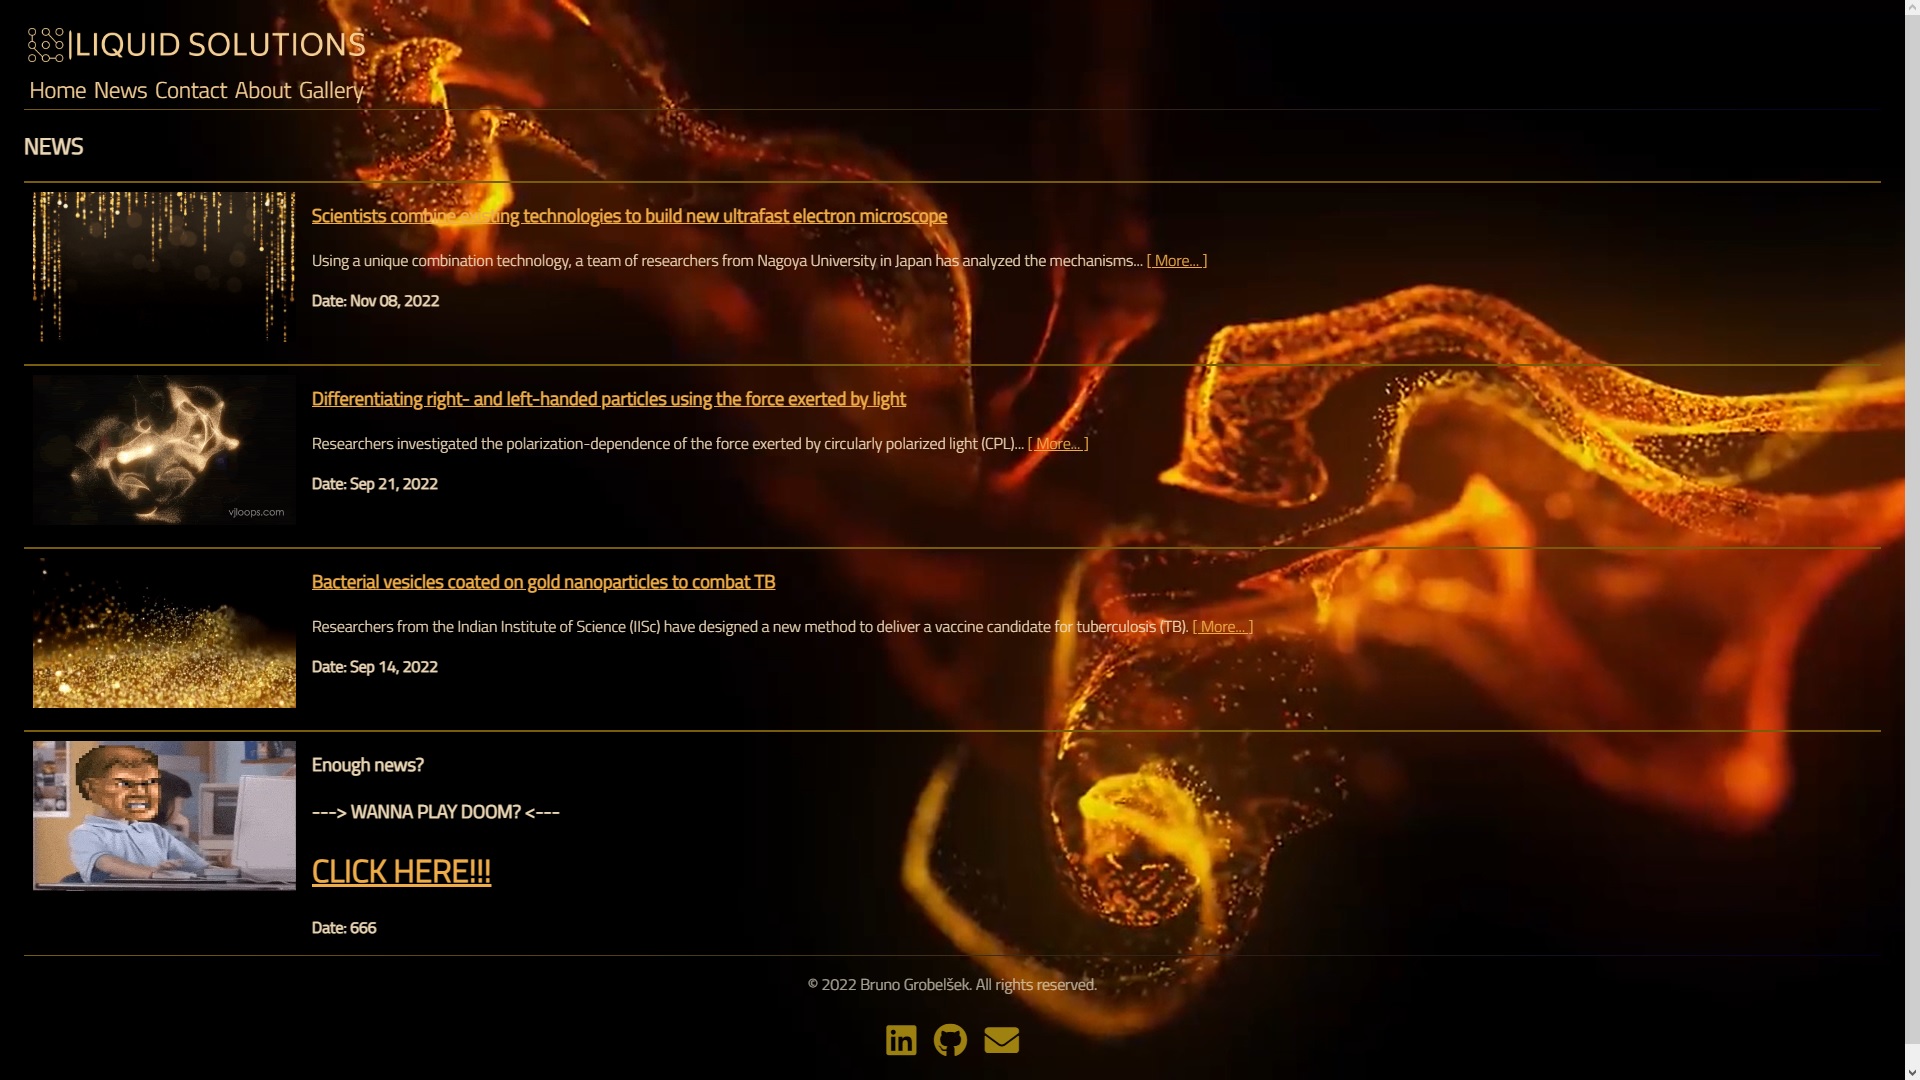 LIQUID SOLUTIONS
Home News Contact About Gallery
NEWS
Scientists combine existing technologies to build new ultrafast electron microscope
Using a unique combination technology, a team of researchers from Nagoya University in Japan has analyzed the mechanisms... [ More... ]
Date: Nov 08, 2022
Differentiating right- and left-handed particles using the force exerted by light
Researchers investigated the polarization-dependence of the force exerted by circularly polarized light (CPL)... [ More... ]
Date: Sep 21, 2022
vjloops.com
Bacterial vesicles coated on gold nanoparticles to combat TB
Researchers from the Indian Institute of Science (IISc) have designed a new method to deliver a vaccine candidate for tuberculosis (TB). [ More... ]
Date: Sep 14, 2022
Enough news?
---> WANNA PLAY DOOM? <---
CLICK HERE!!!
Date: 666
© 2022 Bruno Grobelšek. All rights reserved.
in